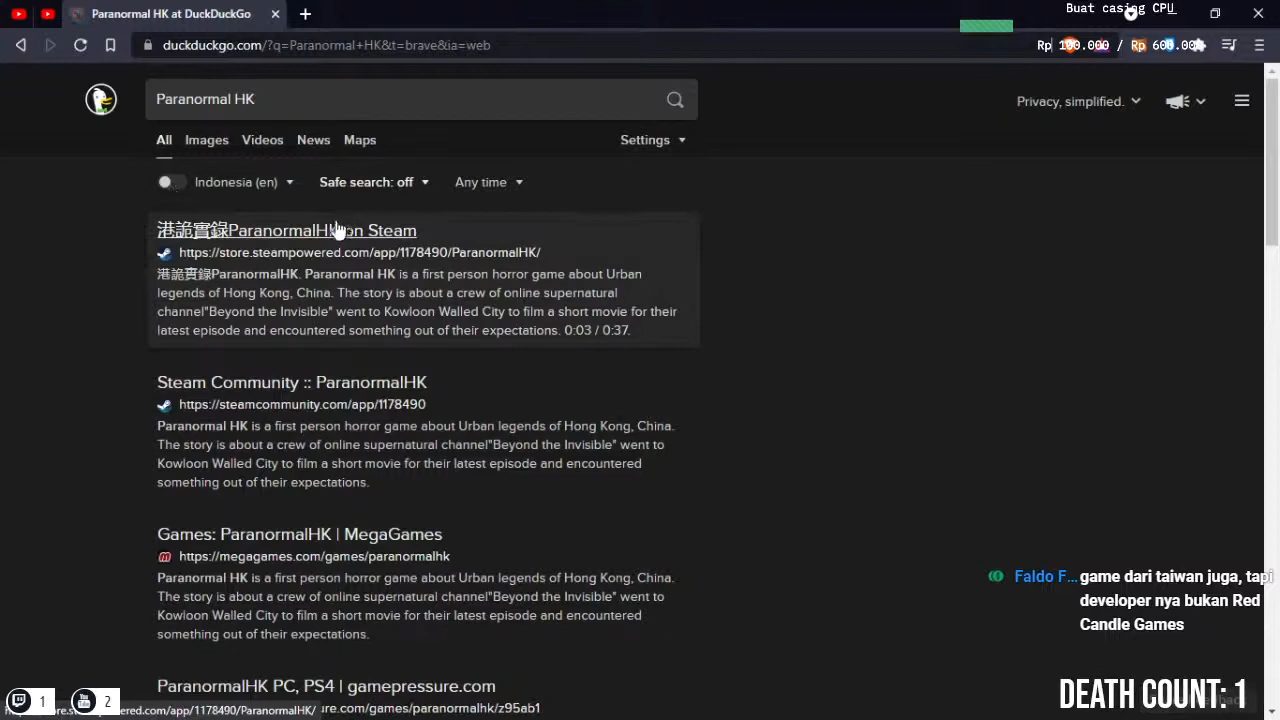 Paranormal HK at DuckDuckGo
Buat casing CPU
duckduckgo.com/?q=Paranormal+HK&t=brave&ia=web
Rp 100.000 / Rp 600.000
Paranormal HK
Privacy, simplified.
All Images Videos News Maps
Settings
Indonesia (en) Safe search: off Any time
港詭實錄ParanormalHK on Steam
https://store.steampowered.com/app/1178490/ParanormalHK/
港詭實錄ParanormalHK. Paranormal HK is a first person horror game about Urban
legends of Hong Kong, China. The story is about a crew of online supernatural
channel"Beyond the Invisible" went to Kowloon Walled City to film a short movie for their
latest episode and encountered something out of their expectations. 0:03 / 0:37.
Steam Community :: ParanormalHK
https://steamcommunity.com/app/1178490
Paranormal HK is a first person horror game about Urban legends of Hong Kong, China.
The story is about a crew of online supernatural channel"Beyond the Invisible" went to
Kowloon Walled City to film a short movie for their latest episode and encountered
something out of their expectations.
Games: ParanormalHK | MegaGames
https://megagames.com/games/paranormalhk
Paranormal HK is a first person horror game about Urban legends of Hong Kong, China.
The story is about a crew of online supernatural channel"Beyond the Invisible" went to
Kowloon Walled City to film a short movie for their latest episode and encountered
something out of their expectations.
Faldo F... game dari taiwan juga, tapi
developer nya bukan Red
Candle Games
ParanormalHK PC, PS4 | gamepressure.com
DEATH COUNT: 1
1 2
ure.com/games/paranormalhk/z95ab1
powered.com/app/1178490/ParanormalHK/